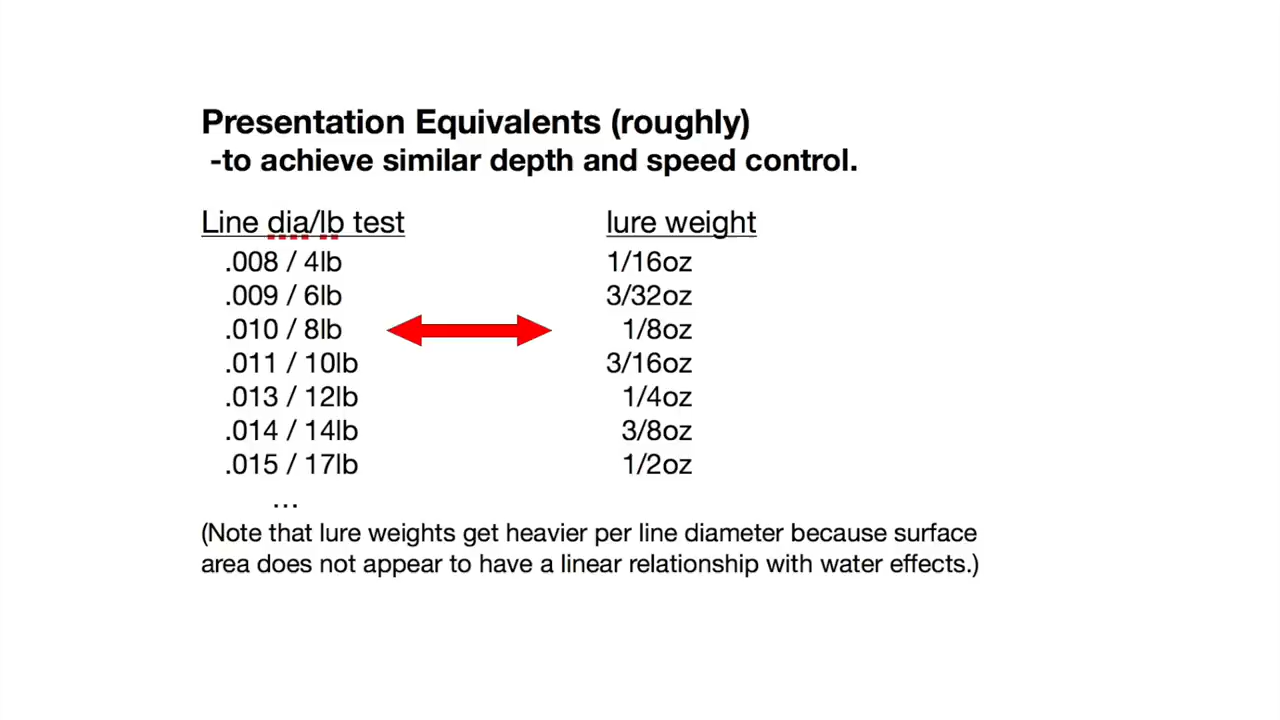 Presentation Equivalents (roughly)
-to achieve similar depth and speed control.
Line dia/lb test lure weight
.008 / 4lb 1/16oz
.009 / 6lb 3/32oz
.010 / 8lb 1/8oz
.011 / 10lb 3/16oz
.013 / 12lb 1/4oz
.014 / 14lb 3/8oz
.015 / 17lb 1/2oz
...
(Note that lure weights get heavier per line diameter because surface
area does not appear to have a linear relationship with water effects.)